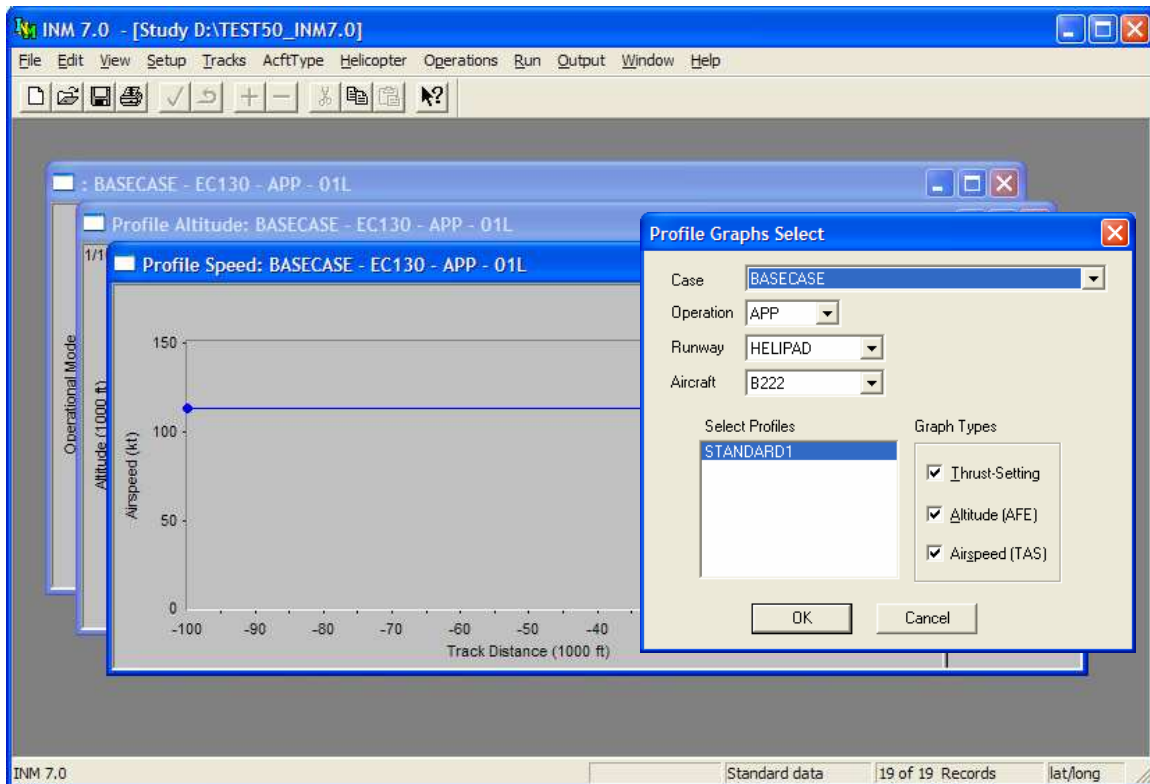 INM 7.0 - [Study D:\TEST50_INM7.0]
File Edit View Setup Tracks AcftType Helicopter Operations Run Output Window Help
: BASECASE - EC130 - APP - 01L
Operational Mode
Profile Altitude: BASECASE - EC130 - APP - 01L
Altitude (1000 ft)
Profile Speed: BASECASE - EC130 - APP - 01L
Airspeed (kt)
150
100
50
0
-100 -90 -80 -70 -60 -50 -40
Track Distance (1000 ft)
Profile Graphs Select
Case BASECASE
Operation APP
Runway HELIPAD
Aircraft B222
Select Profiles
STANDARD1
Graph Types
Thrust-Setting
Altitude (AFE)
Airspeed (TAS)
OK Cancel
INM 7.0 Standard data 19 of 19 Records lat/long